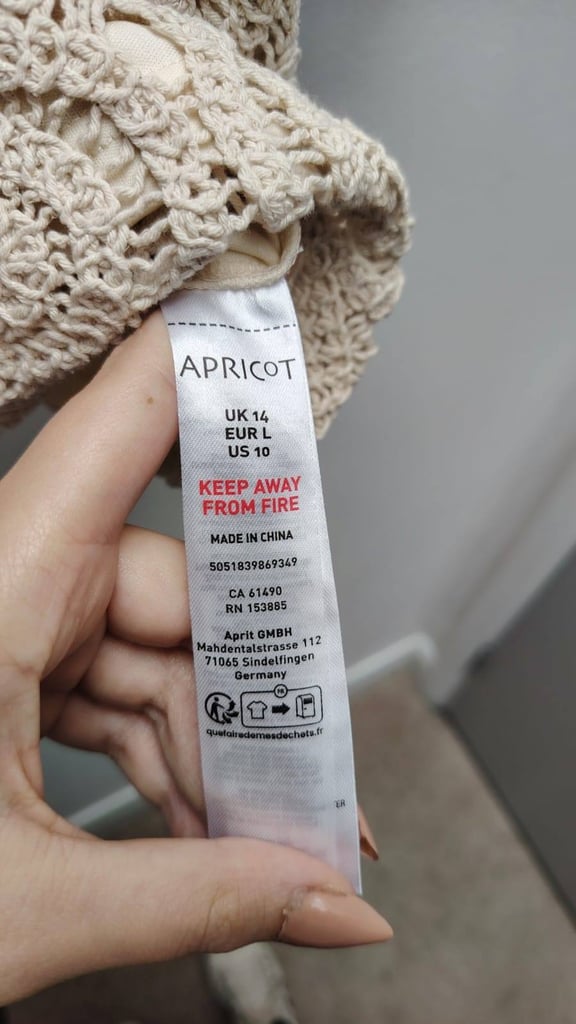 APRICOT
UK 14
EUR L
US 10
KEEP AWAY
FROM FIRE
MADE IN CHINA
5051839869349
CA 61490
RN 153885
Aprit GMBH
Mahdentalstrasse 112
71065 Sindelfingen
Germany
FR
quefairedemesdechets.fr
ER